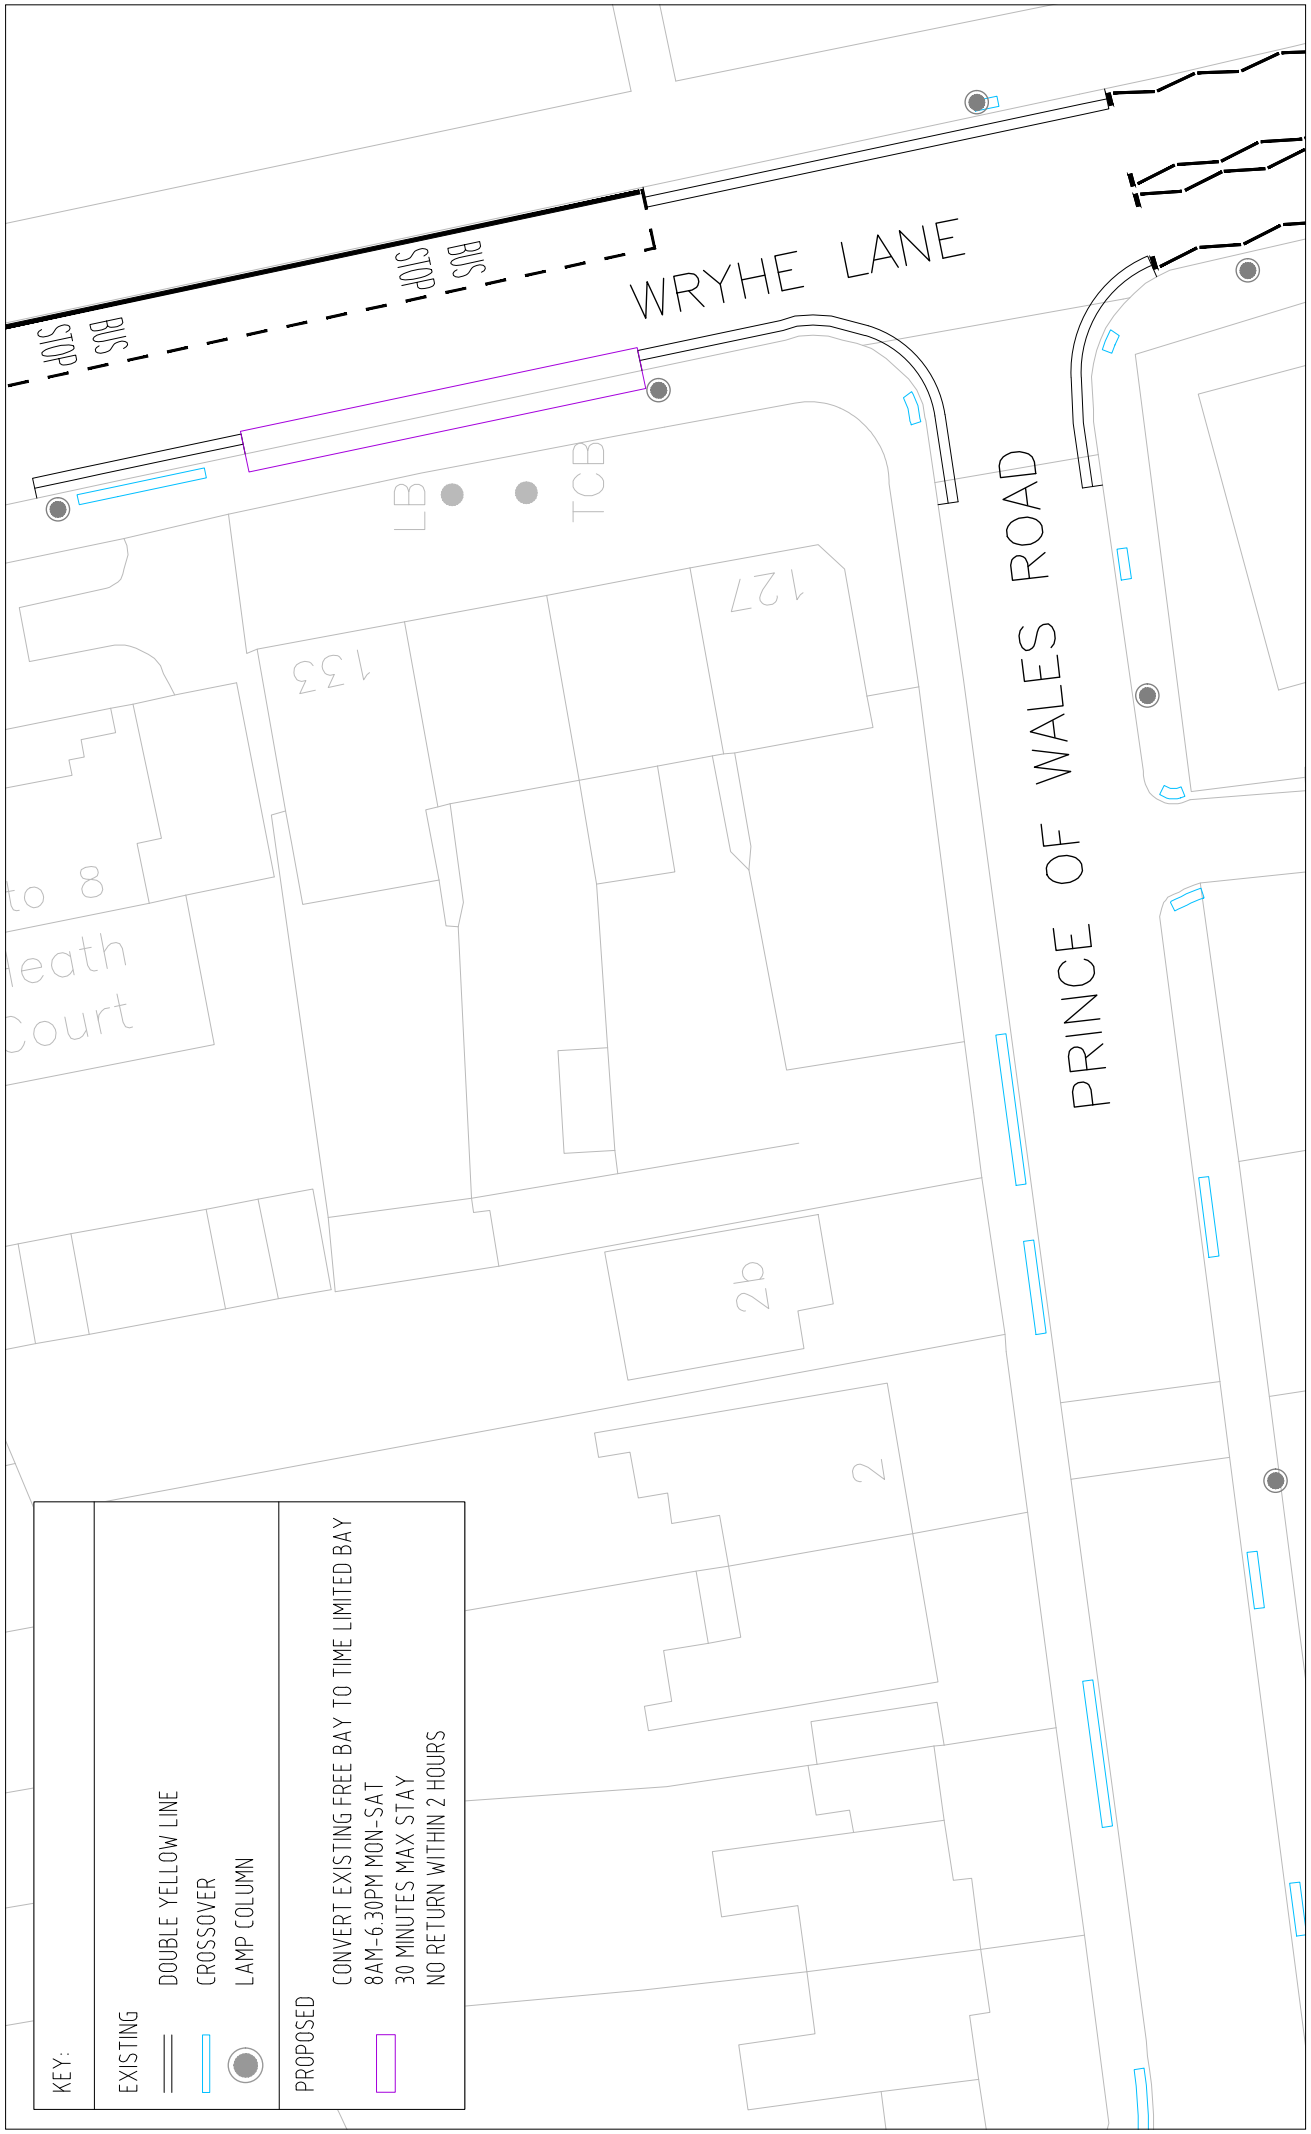 KEY:
EXISTING
DOUBLE YELLOW LINE
CROSSOVER
LAMP COLUMN
PROPOSED
CONVERT EXISTING FREE BAY TO TIME LIMITED BAY
8AM-6.30PM MON-SAT
30 MINUTES MAX STAY
NO RETURN WITHIN 2 HOURS
BUS
STOP
BUS
STOP
WRYHE LANE
PRINCE OF WALES ROAD
LB
TCB
133
127
to 8
eath
Court
2b
2